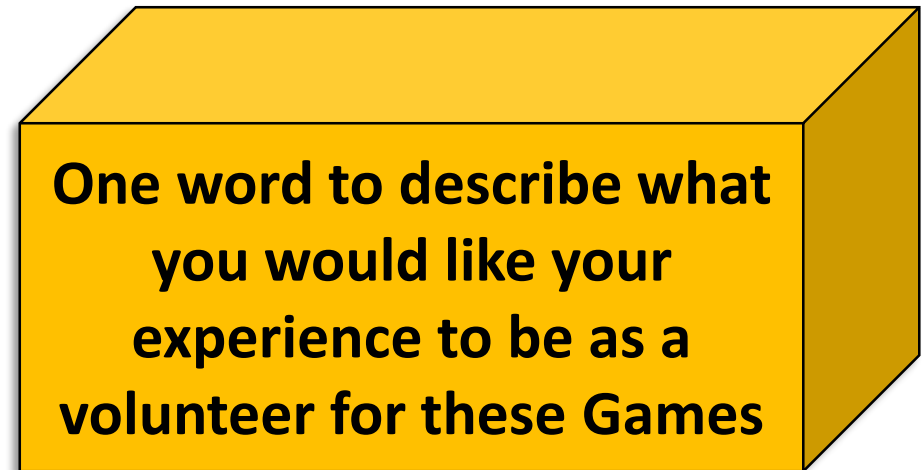 One word to describe what
you would like your
experience to be as a
volunteer for these Games